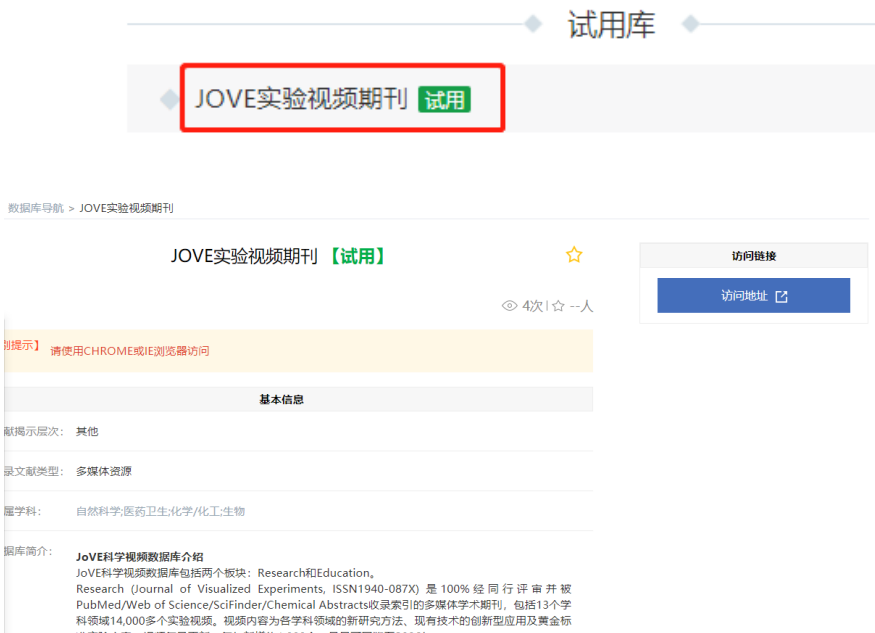 试用库
JOVE实验视频期刊 试用
数据库导航 > JOVE实验视频期刊
JOVE实验视频期刊 【试用】
4次 | --人
访问链接
访问地址
提示】 请使用CHROME或IE浏览器访问
基本信息
献揭示层次: 其他
录文献类型: 多媒体资源
属学科: 自然科学;医药卫生;化学/化工;生物
据库简介: JoVE科学视频数据库介绍
JoVE科学视频数据库包括两个板块：Research和Education。
Research (Journal of Visualized Experiments, ISSN1940-087X) 是100%经同行评审并被
PubMed/Web of Science/SciFinder/Chemical Abstracts收录索引的多媒体学术期刊，包括13个学
科领域14,000多个实验视频。视频内容为各学科领域的新研究方法、现有技术的创新型应用及黄金标